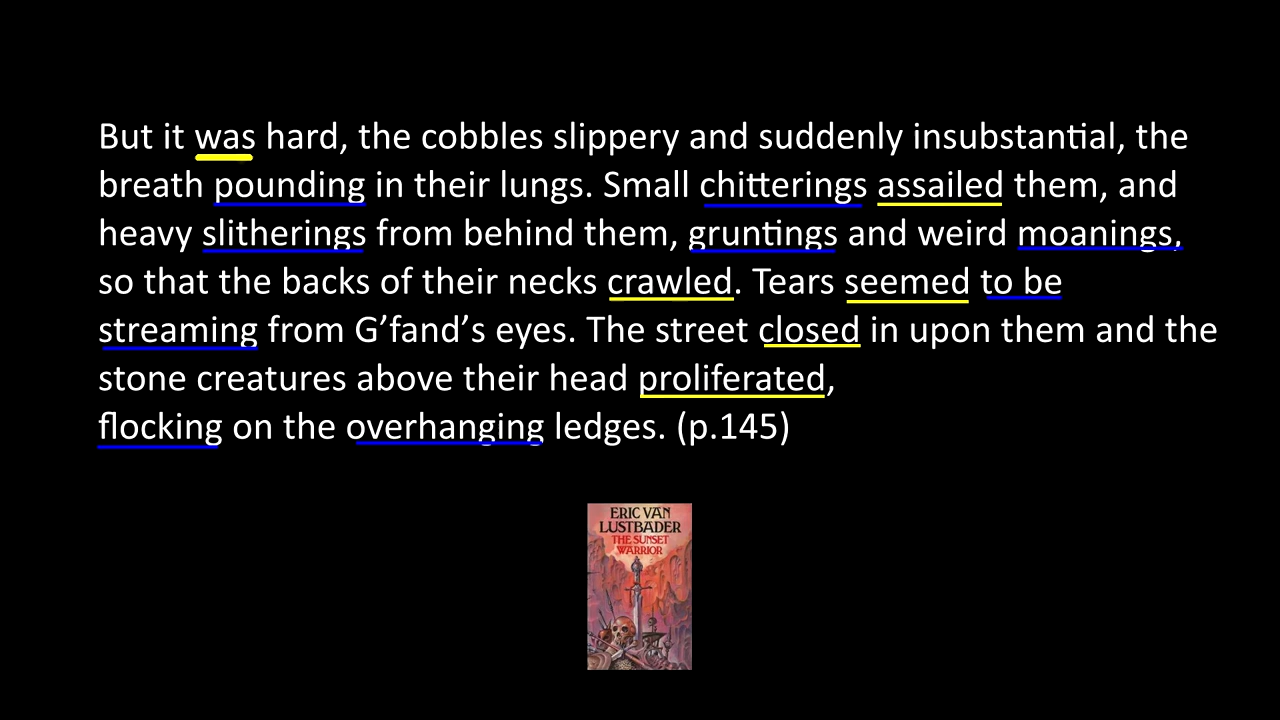 But it was hard, the cobbles slippery and suddenly insubstantial, the
breath pounding in their lungs. Small chitterings assailed them, and
heavy slitherings from behind them, gruntings and weird moanings,
so that the backs of their necks crawled. Tears seemed to be
streaming from G’fand’s eyes. The street closed in upon them and the
stone creatures above their head proliferated,
flocking on the overhanging ledges. (p.145)
ERIC VAN
LUSTBADER
THE SUNSET
WARRIOR